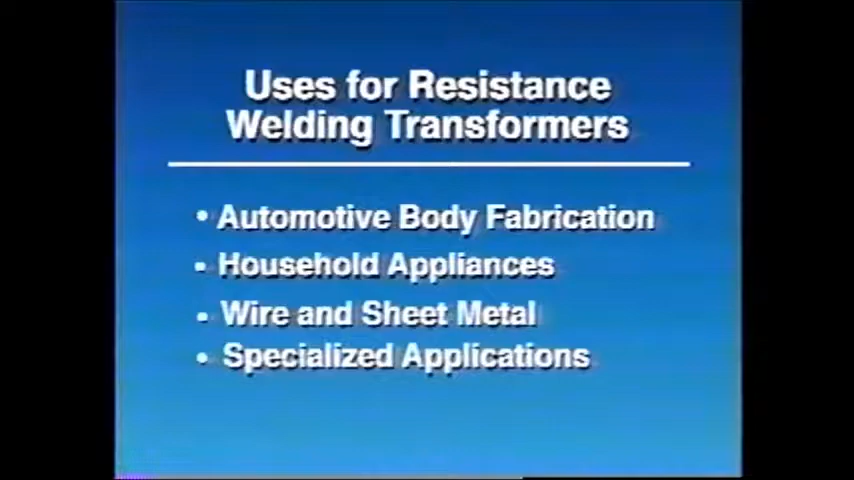 Uses for Resistance
Welding Transformers
• Automotive Body Fabrication
• Household Appliances
• Wire and Sheet Metal
• Specialized Applications